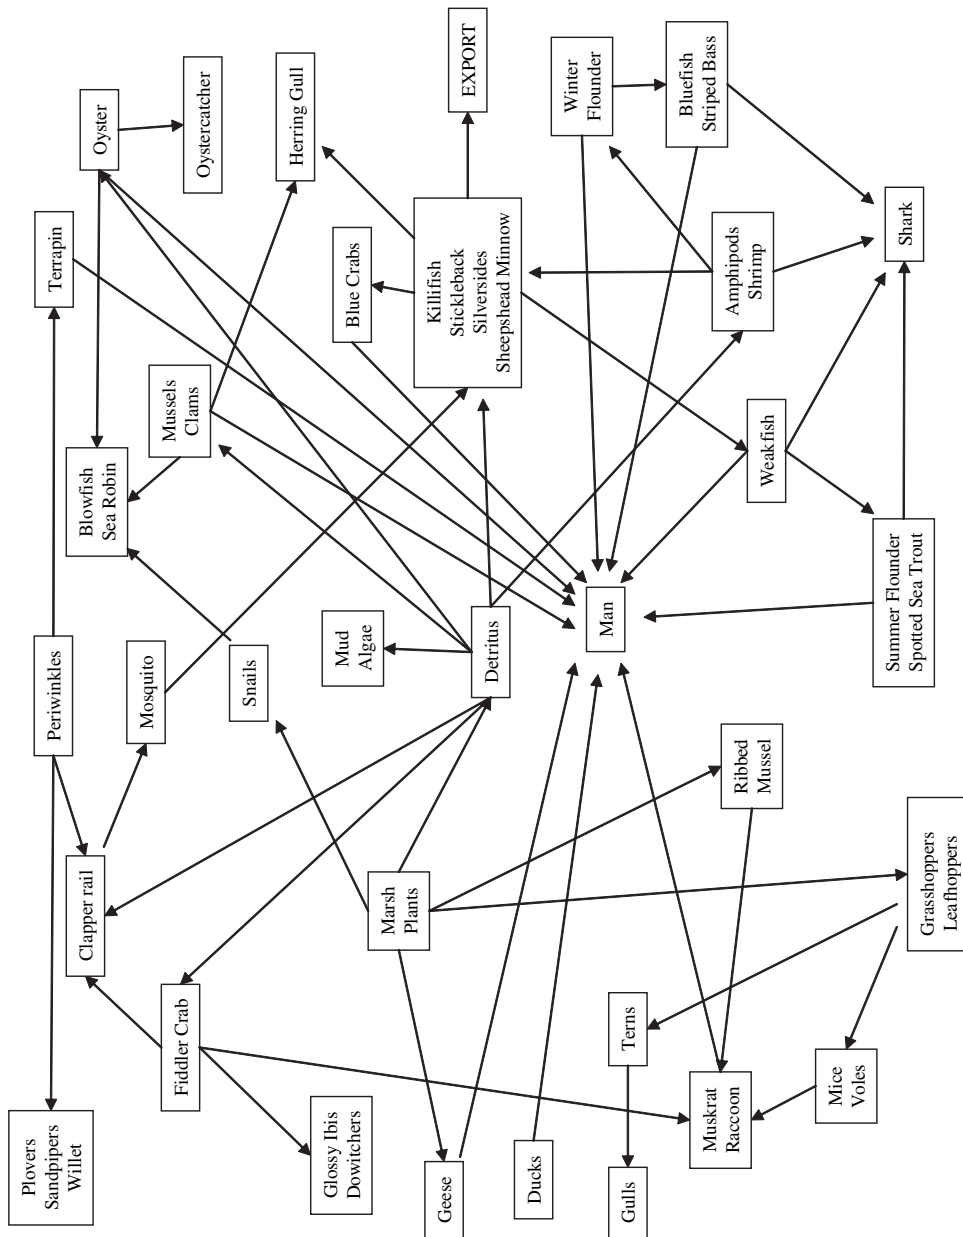 Plovers
Sandpipers
Willet
Periwinkles
Terrapin
Oyster
Oystercatcher
Clapper rail
Mosquito
Blowfish
Sea Robin
Mussels
Clams
Herring Gull
Fiddler Crab
Snails
Blue Crabs
EXPORT
Glossy Ibis
Dowitchers
Marsh
Plants
Mud
Algae
Detritus
Killifish
Stickleback
Silversides
Sheepshead Minnow
Geese
Ducks
Man
Winter
Flounder
Gulls
Terns
Bluefish
Striped Bass
Muskrat
Raccoon
Ribbed
Mussel
Weakfish
Amphipods
Shrimp
Mice
Voles
Grasshoppers
Leafhoppers
Summer Flounder
Spotted Sea Trout
Shark